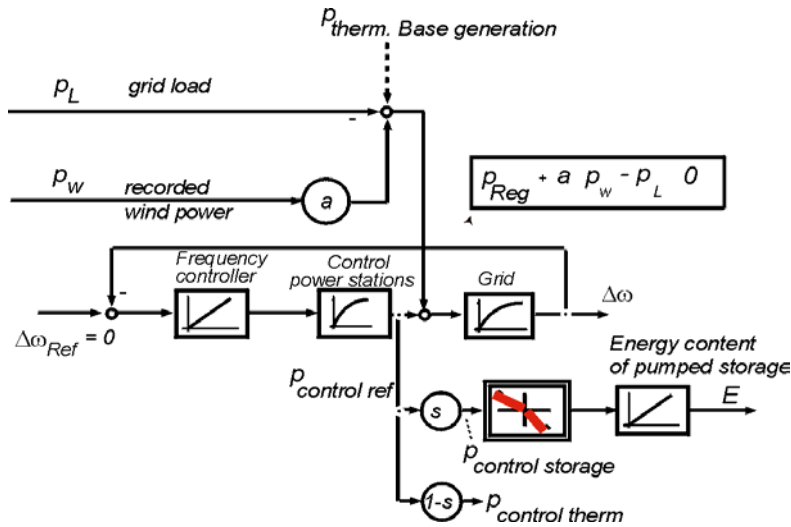 p therm. Base generation
p L grid load
-
p w recorded
wind power
a
p Reg + a p w - p L 0
Frequency
controller
Control
power stations
Grid
-
Δω
Δω Ref = 0
Energy content
of pumped storage
p control ref
s
E
p control storage
1-s
p control therm